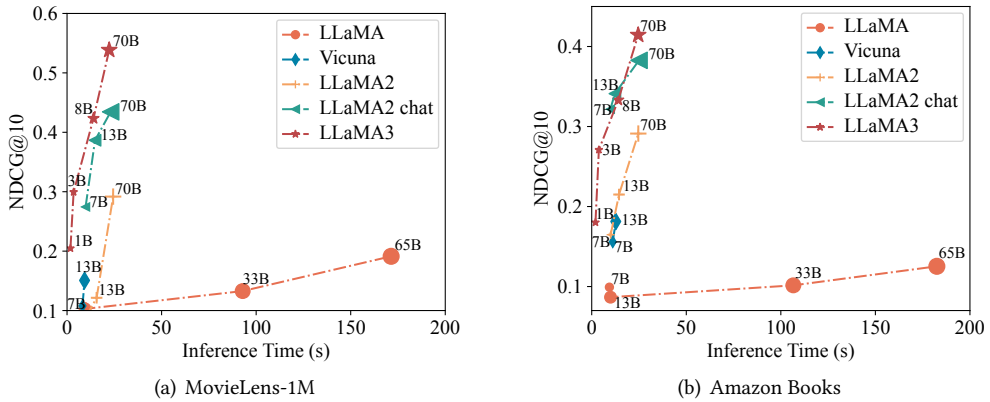 0.6
0.5
0.4
0.3
0.2
0.1
NDCG@10
0
50
100
150
200
Inference Time (s)
LLaMA
Vicuna
LLaMA2
LLaMA2 chat
LLaMA3
70B
8B
70B
13B
3B
7B
70B
1B
13B
7B
13B
33B
65B
(a) MovieLens-1M
0.4
0.3
0.2
0.1
NDCG@10
0
50
100
150
200
Inference Time (s)
LLaMA
Vicuna
LLaMA2
LLaMA2 chat
LLaMA3
70B
70B
13B
7B
8B
3B
70B
13B
1B
13B
7B
7B
7B
13B
33B
65B
(b) Amazon Books